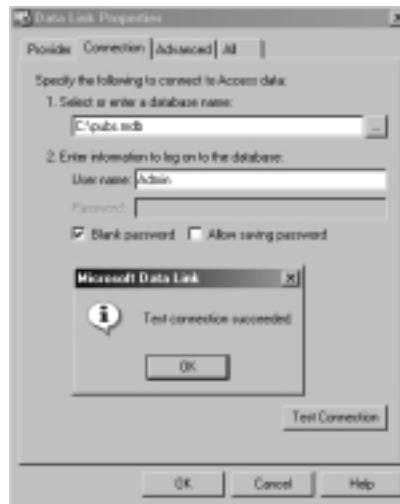 Data Link Properties
Provider Connection Advanced All
Specify the following to connect to Access data:
1. Select or enter a database name:
C:\pubs.mdb ...
2. Enter information to log on to the database:
User name: Admin
Password:
Blank password Allow saving password
Microsoft Data Link
Test connection succeeded.
OK
Test Connection
OK Cancel Help